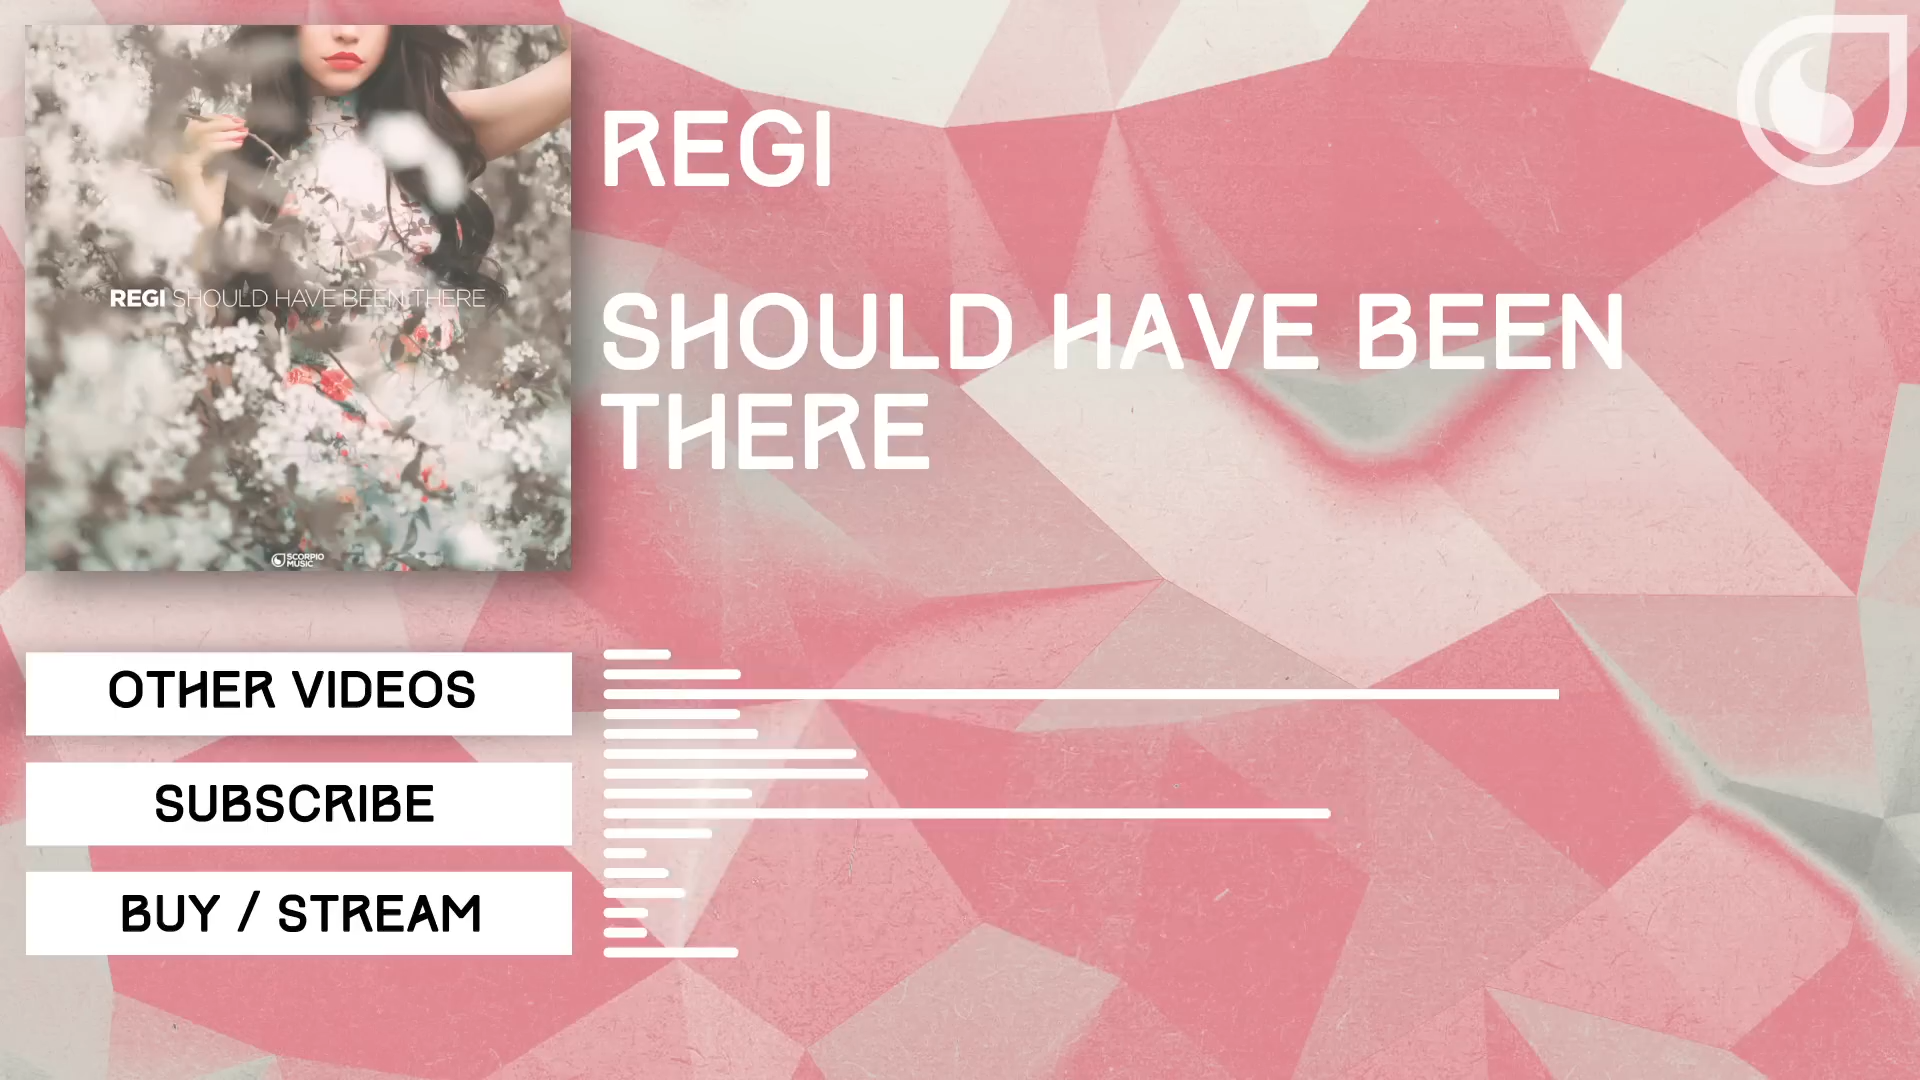 REGI SHOULD HAVE BEEN THERE
SCORPIO
MUSIC
REGI
SHOULD HAVE BEEN
THERE
OTHER VIDEOS
SUBSCRIBE
BUY / STREAM